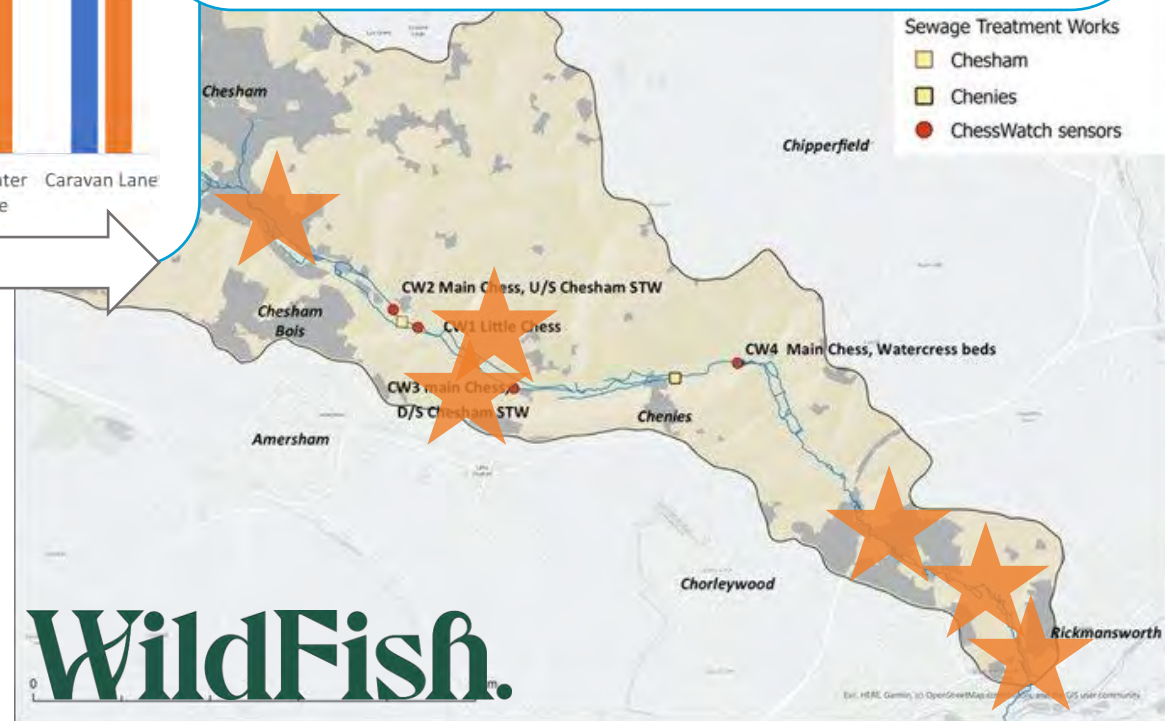 Sewage Treatment Works
Chesham
Chenies
ChessWatch sensors
Caravan Lane
Chesham
Chipperfield
CW2 Main Chess, U/S Chesham STW
Chesham
Bois
CW1 Little Chess
CW4 Main Chess, Watercress beds
CW3 main Chess,
D/S Chesham STW
Chenies
Amersham
Chorleywood
Rickmansworth
WildFish.
0